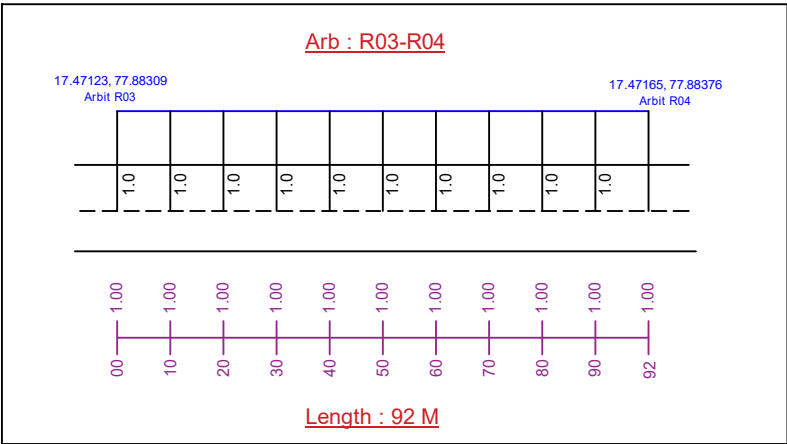 Arb : R03-R04
17.47123, 77.88309
Arbit R03
17.47165, 77.88376
Arbit R04
1.0 1.0 1.0 1.0 1.0 1.0 1.0 1.0 1.0 1.0
1.00 1.00 1.00 1.00 1.00 1.00 1.00 1.00 1.00 1.00 1.00
00 10 20 30 40 50 60 70 80 90 92
Length : 92 M